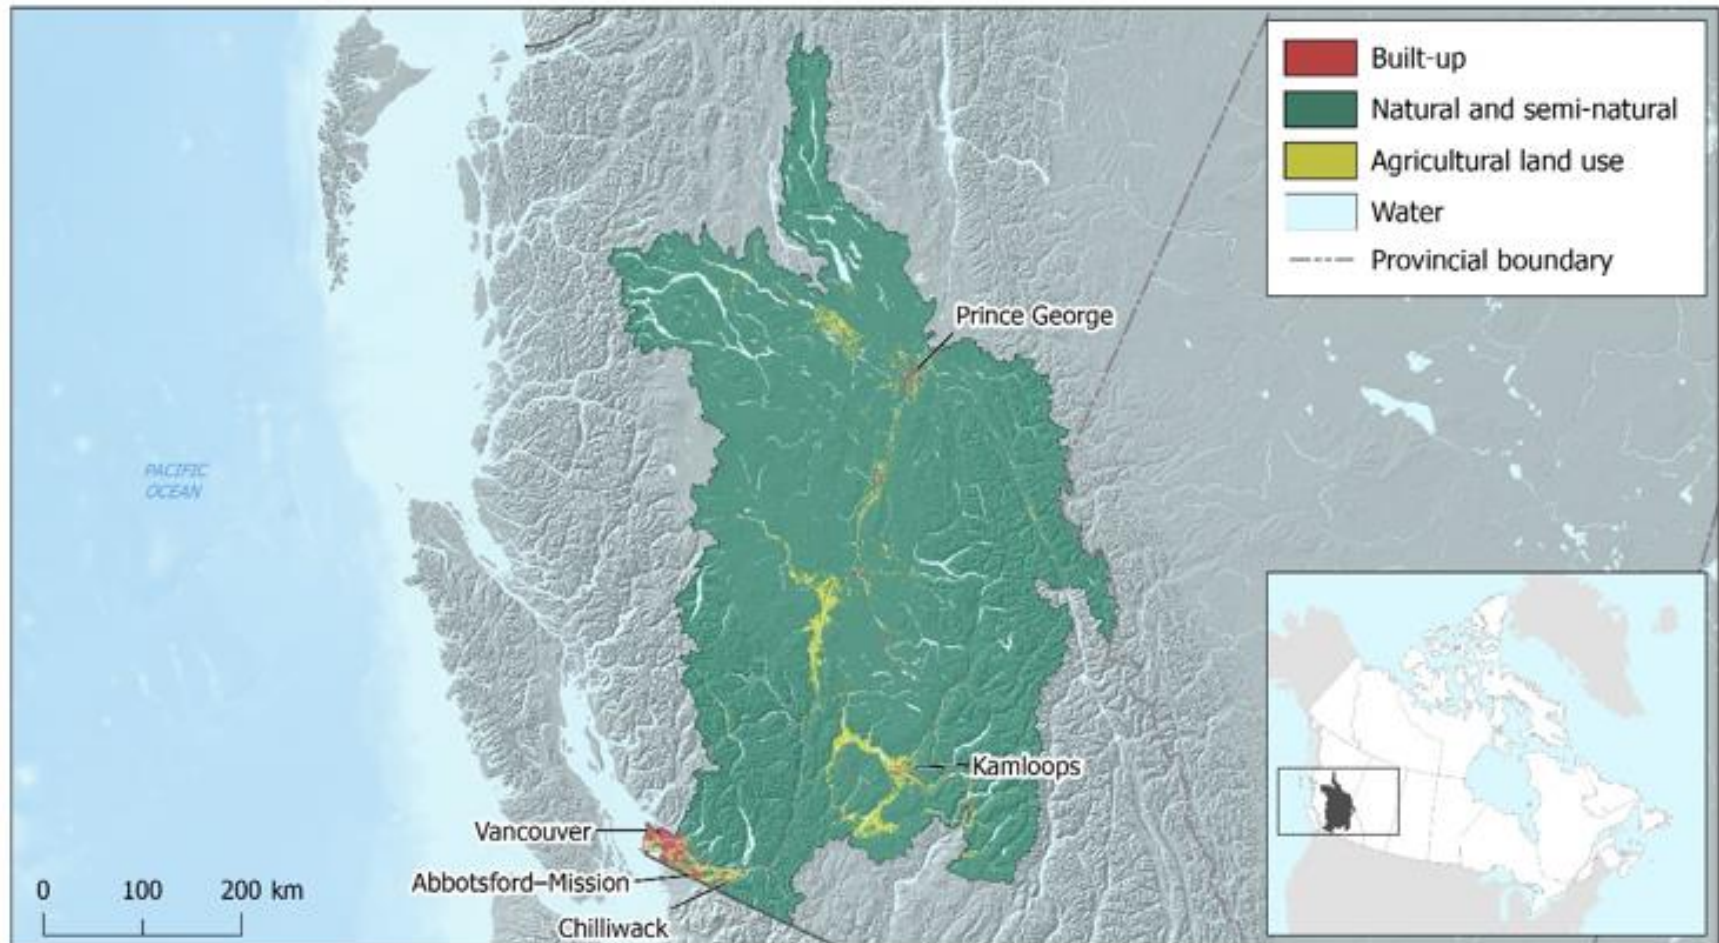 Built-up
Natural and semi-natural
Agricultural land use
Water
Provincial boundary
Prince George
PACIFIC
OCEAN
Kamloops
Vancouver
Abbotsford–Mission
Chilliwack
0 100 200 km